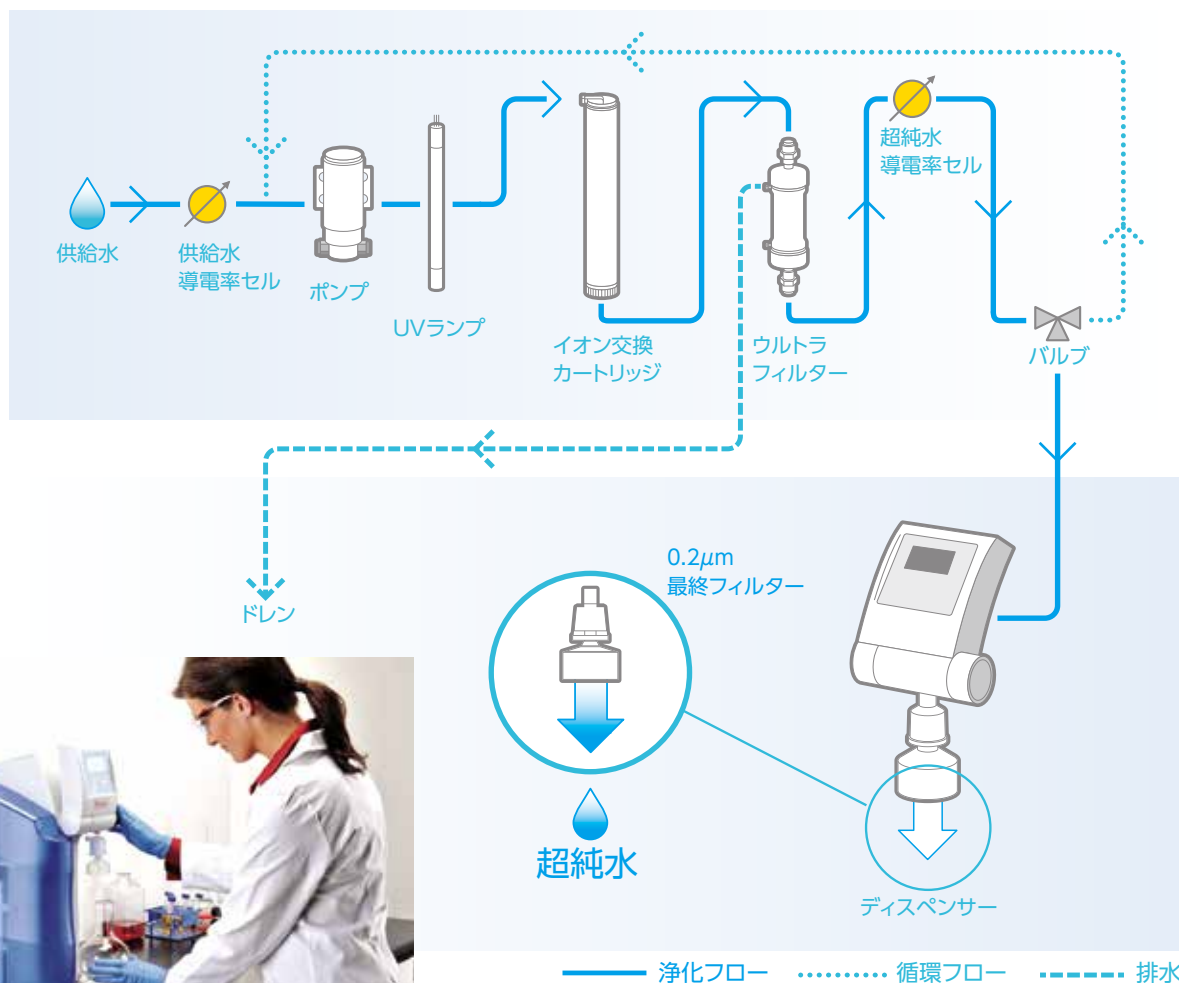 供給水
供給水
導電率セル
ポンプ
UVランプ
イオン交換
カートリッジ
ウルトラ
フィルター
超純水
導電率セル
バルブ
ドレン
0.2μm
最終フィルター
超純水
ディスペンサー
浄化フロー
循環フロー
排水